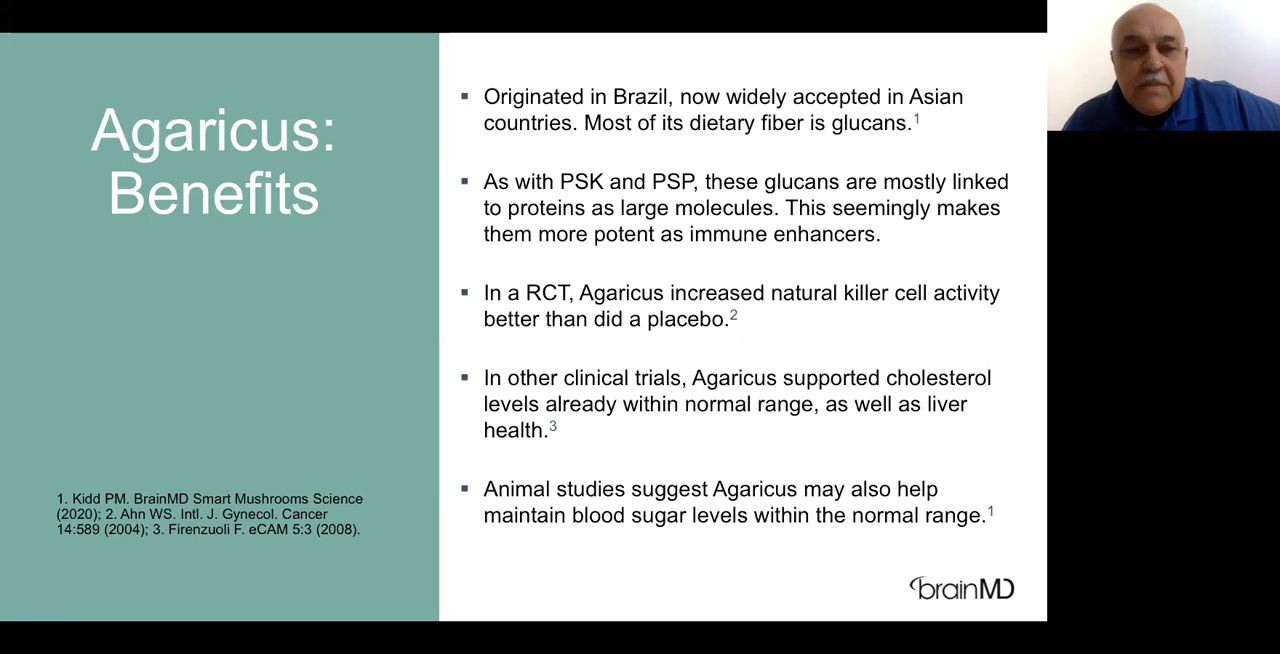 Agaricus:
Benefits
1. Kidd PM. BrainMD Smart Mushrooms Science
(2020); 2. Ahn WS. Intl. J. Gynecol. Cancer
14:589 (2004); 3. Firenzuoli F. eCAM 5:3 (2008).
▪ Originated in Brazil, now widely accepted in Asian
countries. Most of its dietary fiber is glucans.1
▪ As with PSK and PSP, these glucans are mostly linked
to proteins as large molecules. This seemingly makes
them more potent as immune enhancers.
▪ In a RCT, Agaricus increased natural killer cell activity
better than did a placebo.2
▪ In other clinical trials, Agaricus supported cholesterol
levels already within normal range, as well as liver
health.3
▪ Animal studies suggest Agaricus may also help
maintain blood sugar levels within the normal range.1
brainMD